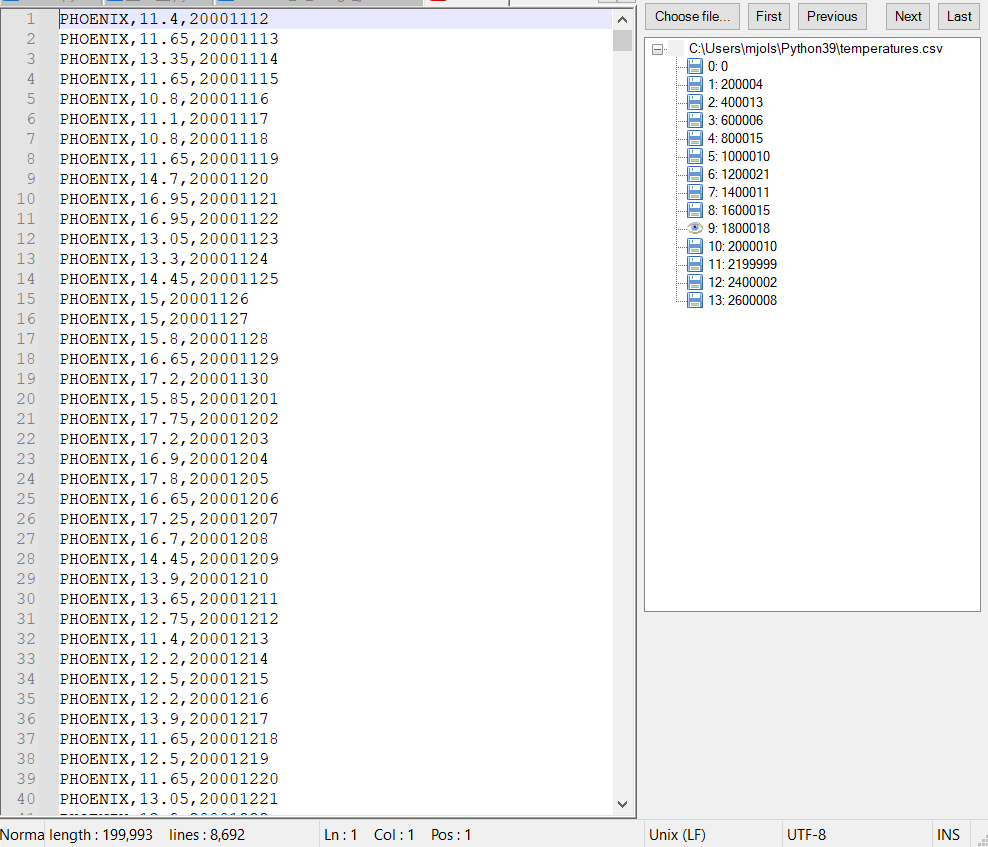 Choose file... First Previous Next Last
1 PHOENIX,11.4,20001112
2 PHOENIX,11.65,20001113
3 PHOENIX,13.35,20001114
4 PHOENIX,11.65,20001115
5 PHOENIX,10.8,20001116
6 PHOENIX,11.1,20001117
7 PHOENIX,10.8,20001118
8 PHOENIX,11.65,20001119
9 PHOENIX,14.7,20001120
10 PHOENIX,16.95,20001121
11 PHOENIX,16.95,20001122
12 PHOENIX,13.05,20001123
13 PHOENIX,13.3,20001124
14 PHOENIX,14.45,20001125
15 PHOENIX,15,20001126
16 PHOENIX,15,20001127
17 PHOENIX,15.8,20001128
18 PHOENIX,16.65,20001129
19 PHOENIX,17.2,20001130
20 PHOENIX,15.85,20001201
21 PHOENIX,17.75,20001202
22 PHOENIX,17.2,20001203
23 PHOENIX,16.9,20001204
24 PHOENIX,17.8,20001205
25 PHOENIX,16.65,20001206
26 PHOENIX,17.25,20001207
27 PHOENIX,16.7,20001208
28 PHOENIX,14.45,20001209
29 PHOENIX,13.9,20001210
30 PHOENIX,13.65,20001211
31 PHOENIX,12.75,20001212
32 PHOENIX,11.4,20001213
33 PHOENIX,12.2,20001214
34 PHOENIX,12.5,20001215
35 PHOENIX,12.2,20001216
36 PHOENIX,13.9,20001217
37 PHOENIX,11.65,20001218
38 PHOENIX,12.5,20001219
39 PHOENIX,11.65,20001220
40 PHOENIX,13.05,20001221
C:\Users\mjols\Python39\temperatures.csv
0: 0
1: 200004
2: 400013
3: 600006
4: 800015
5: 1000010
6: 1200021
7: 1400011
8: 1600015
9: 1800018
10: 2000010
11: 2199999
12: 2400002
13: 2600008
Norma length : 199,993 lines : 8,692 Ln : 1 Col : 1 Pos : 1 Unix (LF) UTF-8 INS